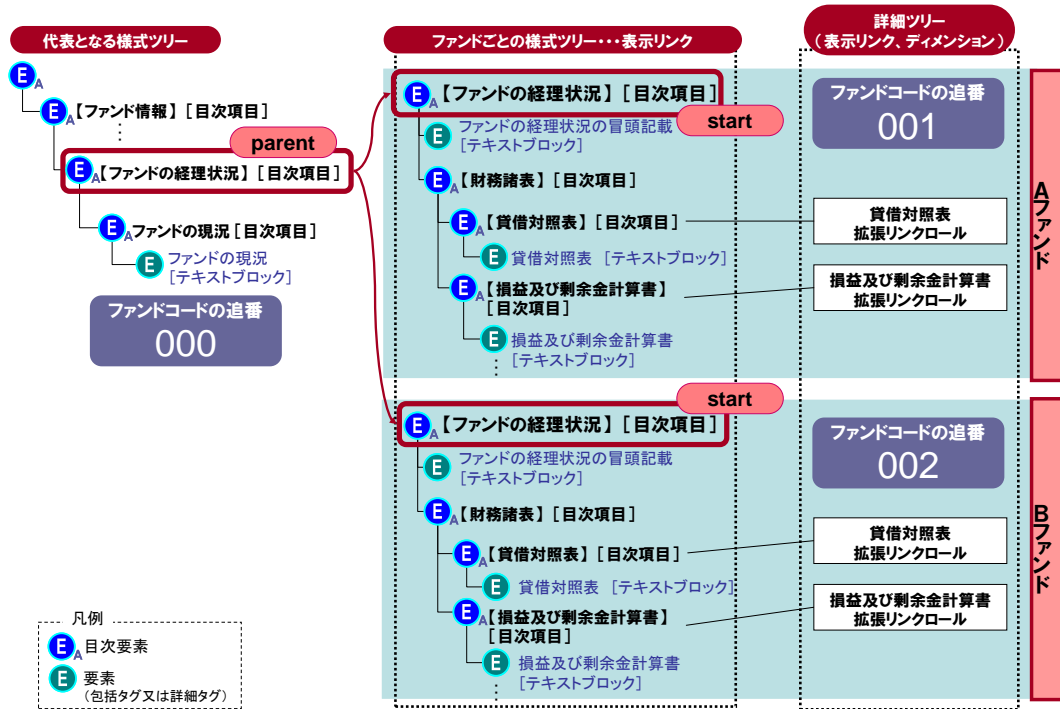 代表となる様式ツリー
E
A
E
A
【ファンド情報】［目次項目］
⋮
parent
E
A
【ファンドの経理状況】［目次項目］
E
A
ファンドの現況［目次項目］
E
ファンドの現況
［テキストブロック］
ファンドコードの追番
000
凡例
E
A
目次要素
E
要素
（包括タグ又は詳細タグ）
ファンドごとの様式ツリー・・・表示リンク
E
A
【ファンドの経理状況】［目次項目］
start
E
ファンドの経理状況の冒頭記載
［テキストブロック］
E
A
【財務諸表】［目次項目］
E
A
【貸借対照表】［目次項目］
E
貸借対照表 ［テキストブロック］
E
A
【損益及び剰余金計算書】
［目次項目］
E
損益及び剰余金計算書
［テキストブロック］
⋮
start
E
A
【ファンドの経理状況】［目次項目］
E
ファンドの経理状況の冒頭記載
［テキストブロック］
E
A
【財務諸表】［目次項目］
E
A
【貸借対照表】［目次項目］
E
貸借対照表 ［テキストブロック］
E
A
【損益及び剰余金計算書】
［目次項目］
E
損益及び剰余金計算書
［テキストブロック］
⋮
詳細ツリー
（表示リンク、ディメンション）
ファンドコードの追番
001
貸借対照表
拡張リンクロール
損益及び剰余金計算書
拡張リンクロール
Aファンド
ファンドコードの追番
002
貸借対照表
拡張リンクロール
損益及び剰余金計算書
拡張リンクロール
Bファンド